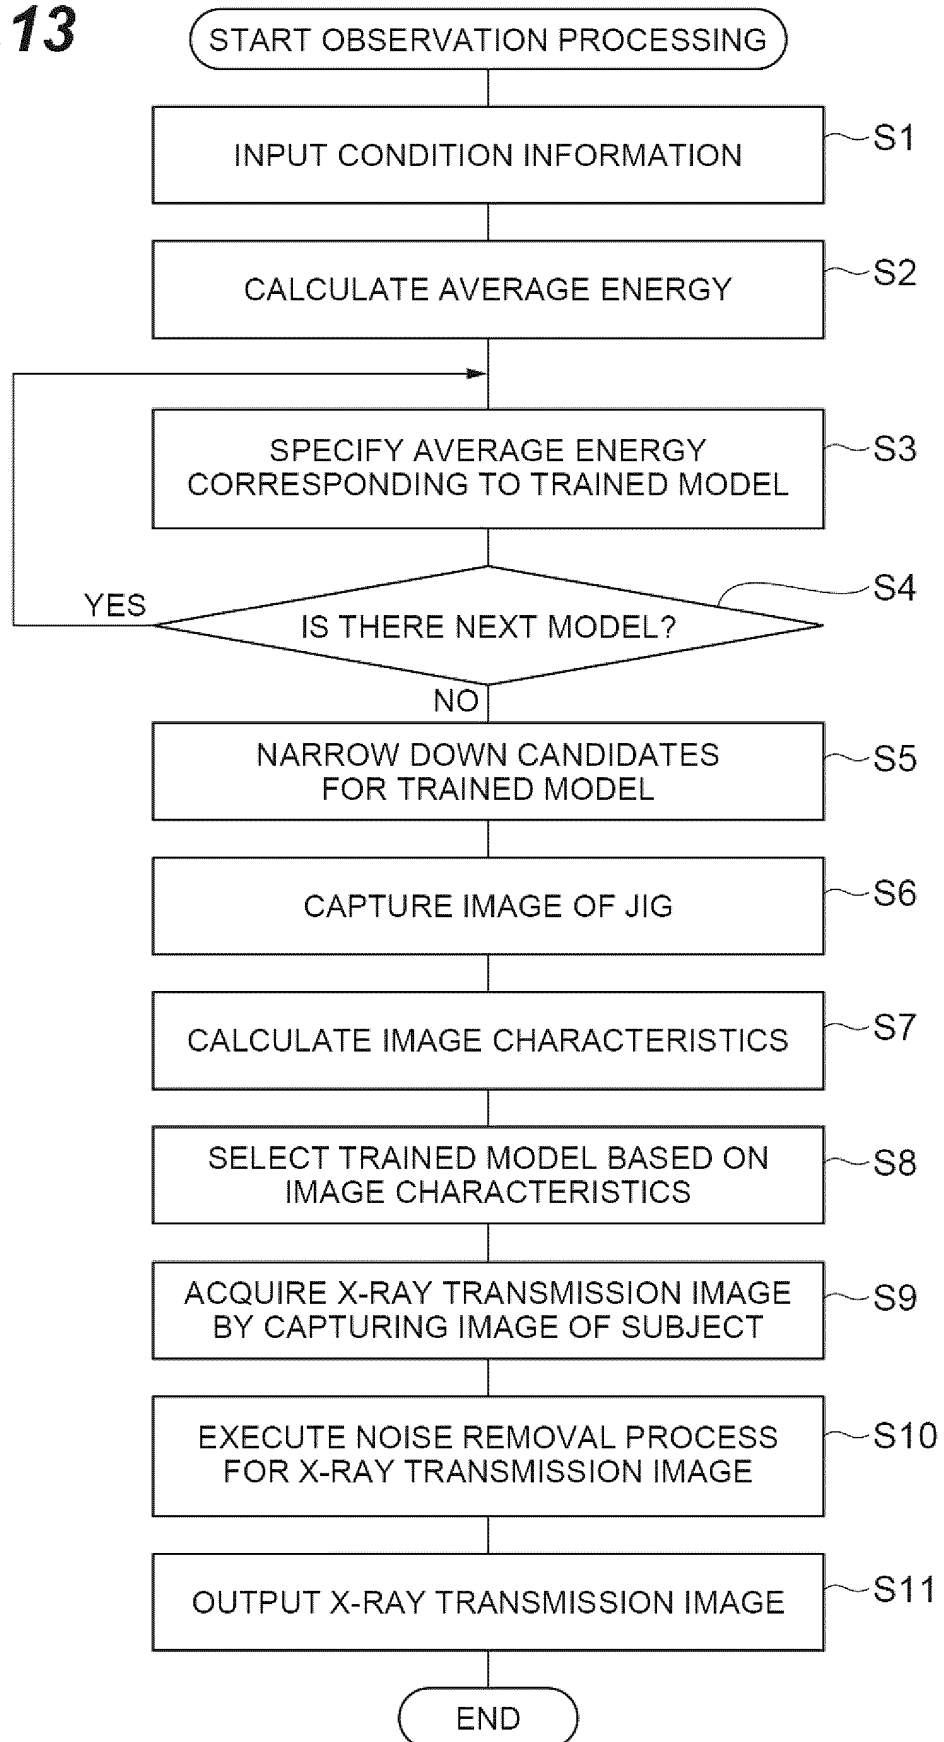 13
START OBSERVATION PROCESSING
INPUT CONDITION INFORMATION
S1
CALCULATE AVERAGE ENERGY
S2
SPECIFY AVERAGE ENERGY
CORRESPONDING TO TRAINED MODEL
S3
IS THERE NEXT MODEL?
S4
YES
NO
NARROW DOWN CANDIDATES
FOR TRAINED MODEL
S5
CAPTURE IMAGE OF JIG
S6
CALCULATE IMAGE CHARACTERISTICS
S7
SELECT TRAINED MODEL BASED ON
IMAGE CHARACTERISTICS
S8
ACQUIRE X-RAY TRANSMISSION IMAGE
BY CAPTURING IMAGE OF SUBJECT
S9
EXECUTE NOISE REMOVAL PROCESS
FOR X-RAY TRANSMISSION IMAGE
S10
OUTPUT X-RAY TRANSMISSION IMAGE
S11
END